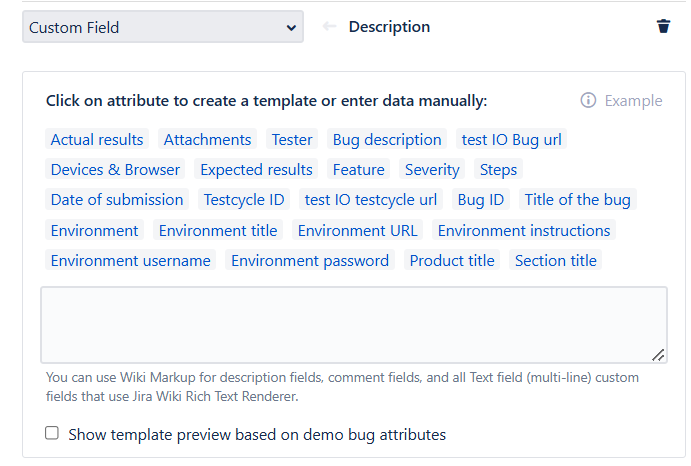 Custom Field Description
Click on attribute to create a template or enter data manually: Example
Actual results Attachments Tester Bug description test IO Bug url
Devices & Browser Expected results Feature Severity Steps
Date of submission Testcycle ID test IO testcycle url Bug ID Title of the bug
Environment Environment title Environment URL Environment instructions
Environment username Environment password Product title Section title
You can use Wiki Markup for description fields, comment fields, and all Text field (multi-line) custom
fields that use Jira Wiki Rich Text Renderer.
Show template preview based on demo bug attributes